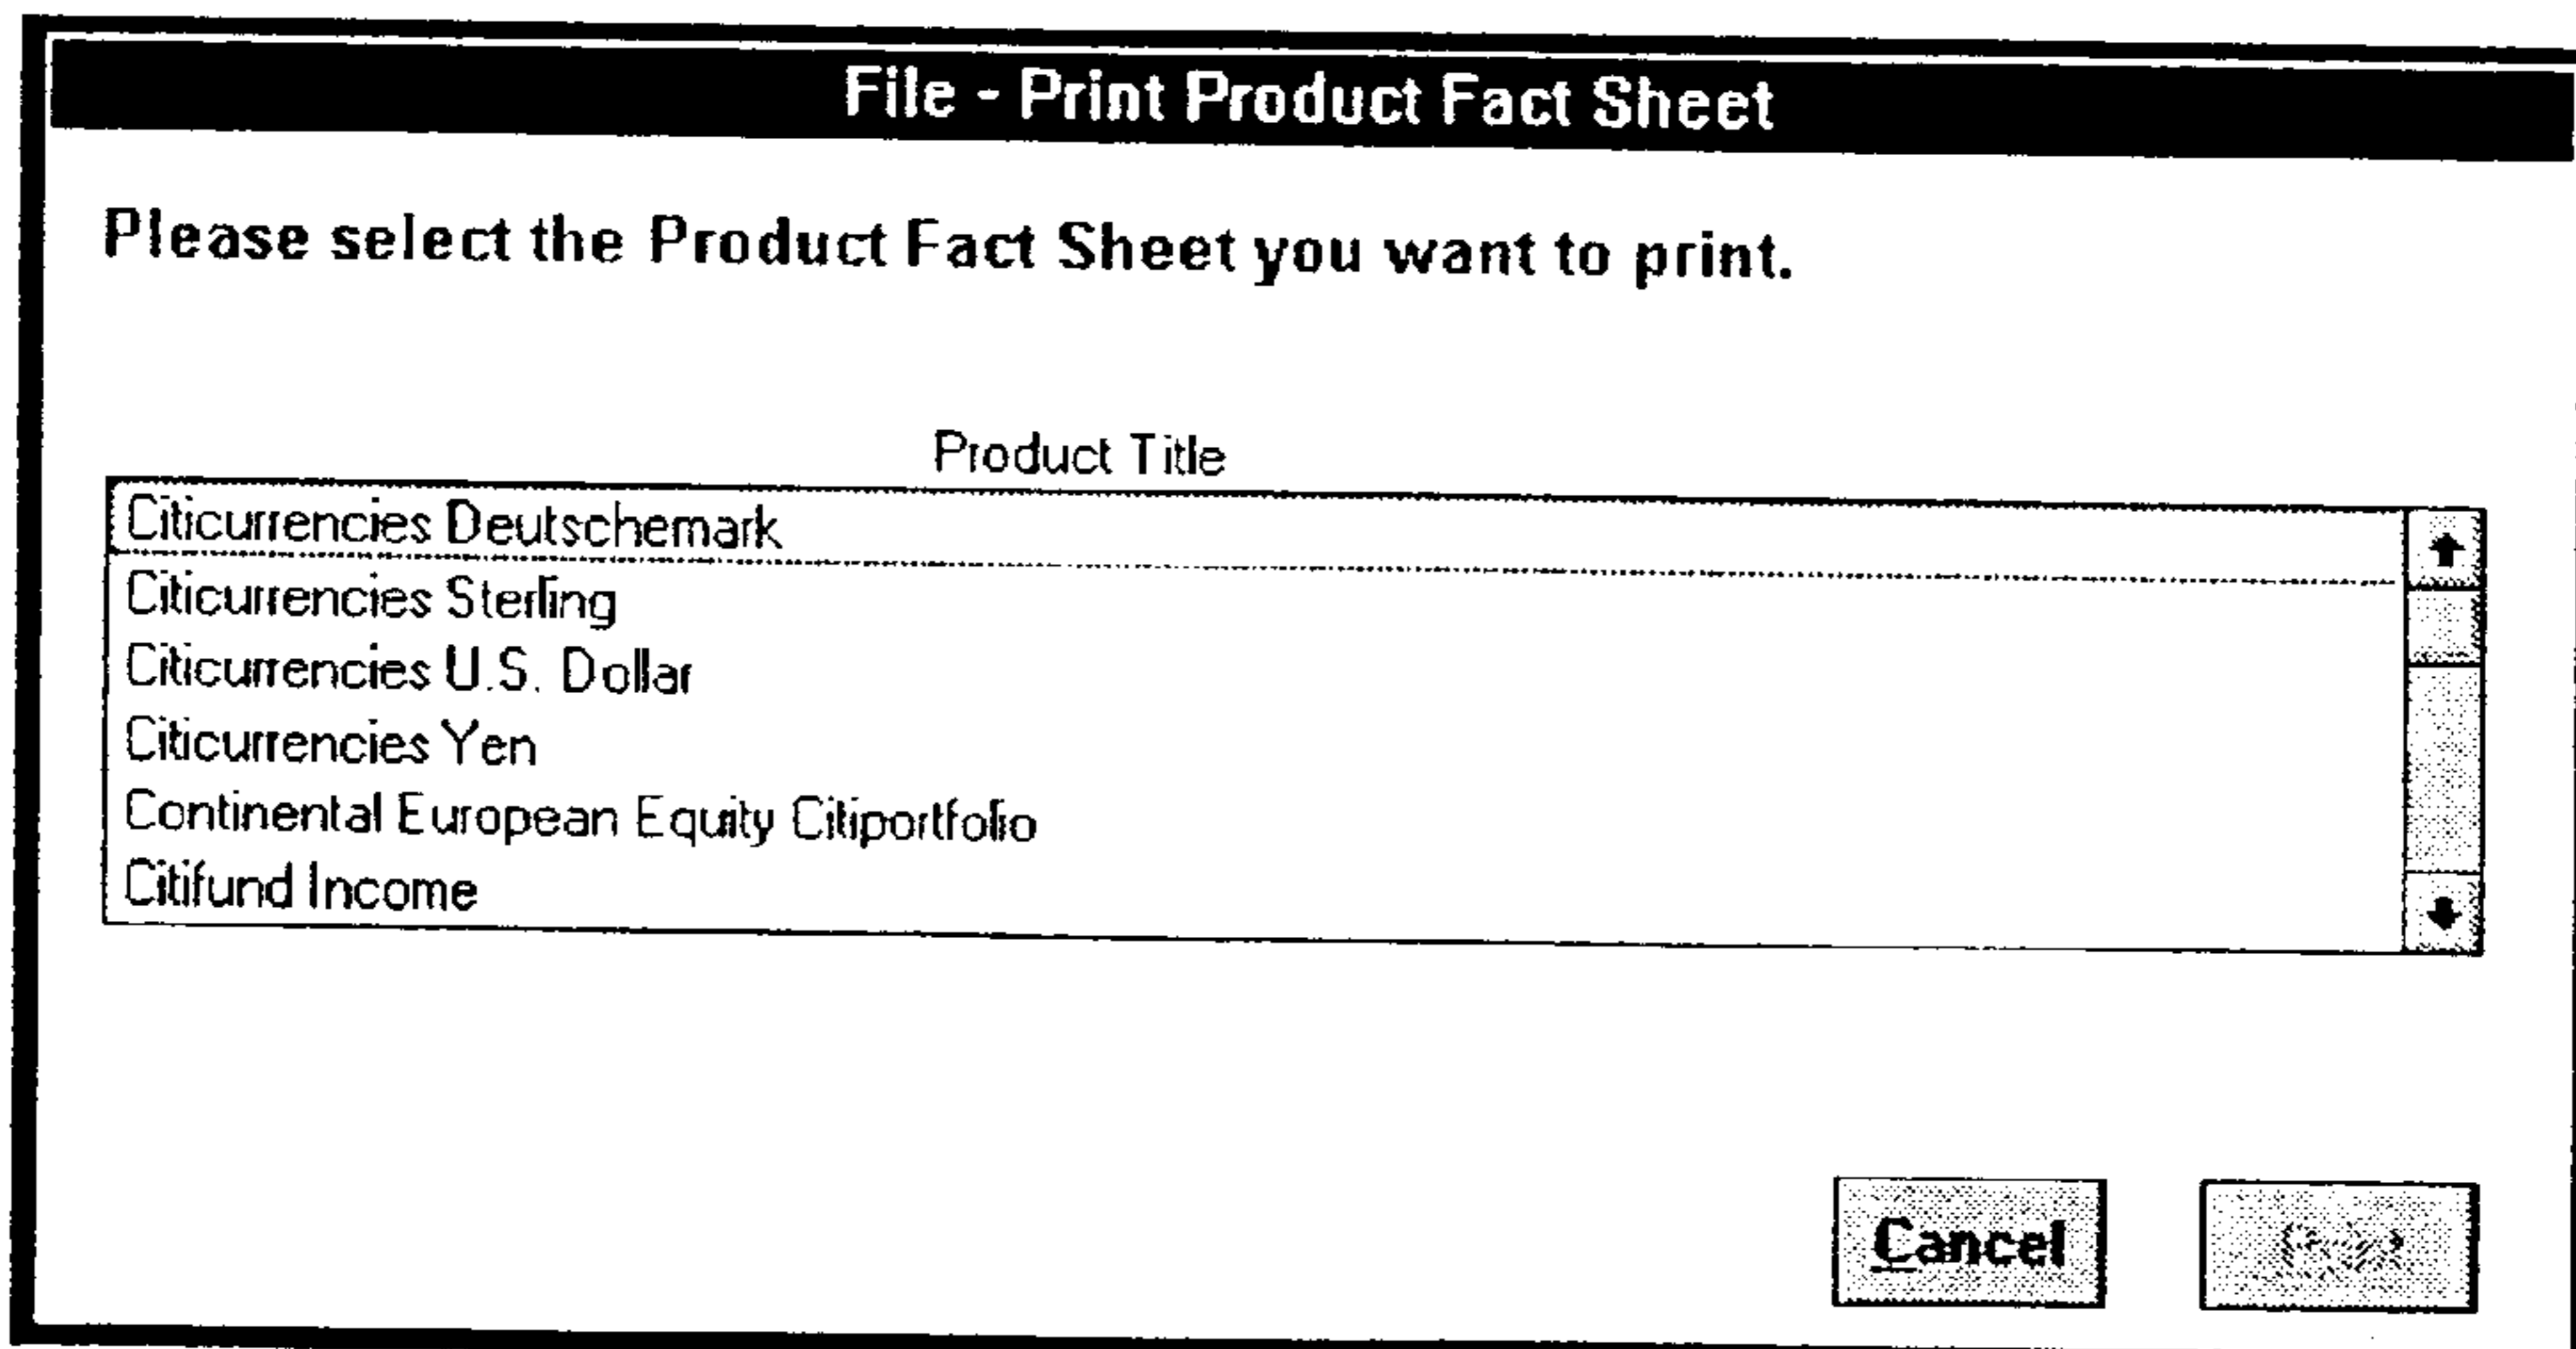 File - Print Product Fact Sheet
Please select the Product Fact Sheet you want to print.
Product Title
Citicurrencies Deutschemark
Citicurrencies Sterling
Citicurrencies U.S. Dollar
Citicurrencies Yen
Continental European Equity Citiportfolio
Citifund Income
Cancel